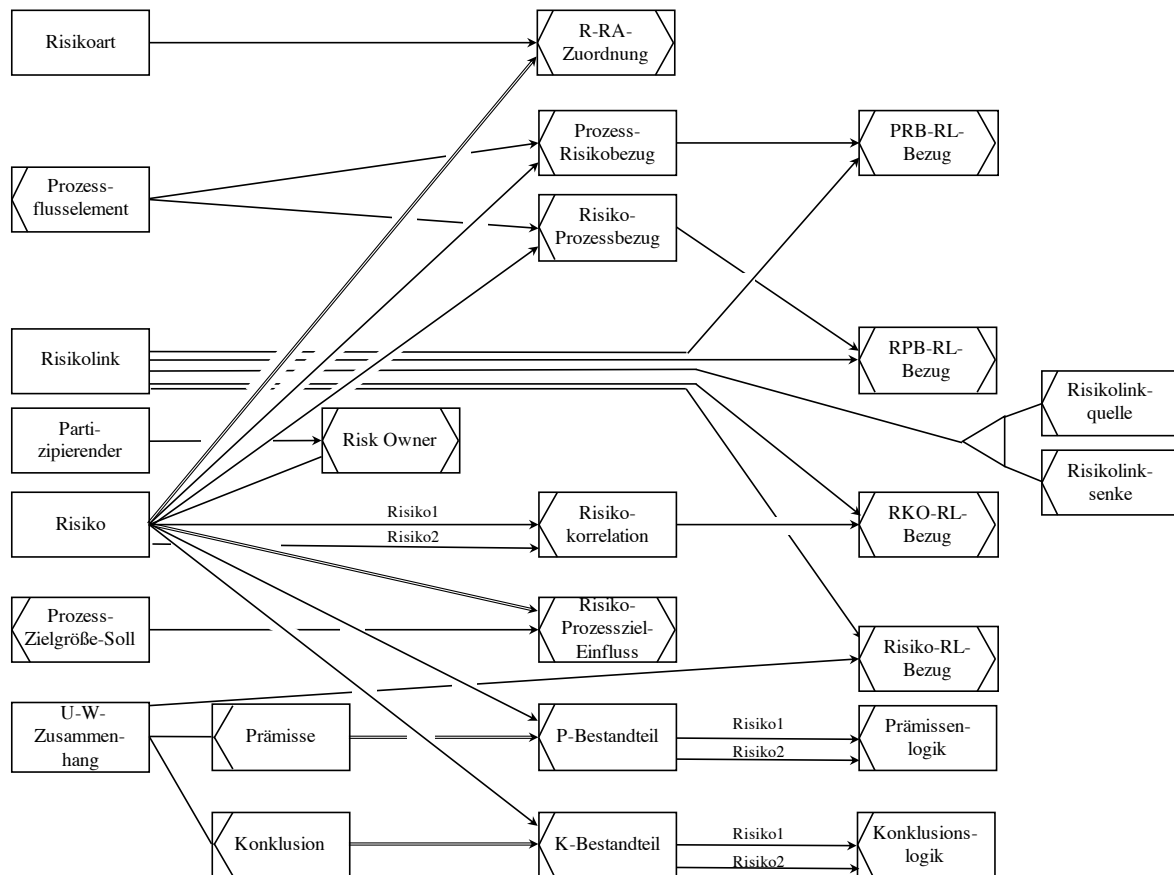 Risikoart
R-RA-
Zuordnung
Prozess-
Risikobezug
PRB-RL-
Bezug
Prozess-
flusselement
Risiko-
Prozessbezug
Risikolink
RPB-RL-
Bezug
Risikolink-
quelle
Parti-
zipierender
Risk Owner
Risikolink-
senke
Risiko
Risiko1
Risiko2
Risiko-
korrelation
RKO-RL-
Bezug
Prozess-
Zielgröße-Soll
Risiko-
Prozessziel-
Einfluss
Risiko-RL-
Bezug
U-W-
Zusammen-
hang
Prämisse
P-Bestandteil
Risiko1
Risiko2
Prämissen-
logik
Konklusion
K-Bestandteil
Risiko1
Risiko2
Konklusions-
logik